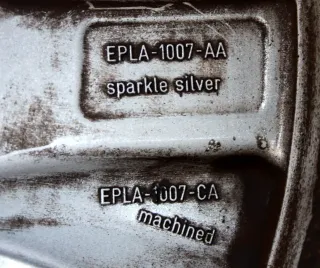 EPLA-1007-AA
sparkle silver
EPLA-1007-CA
machined